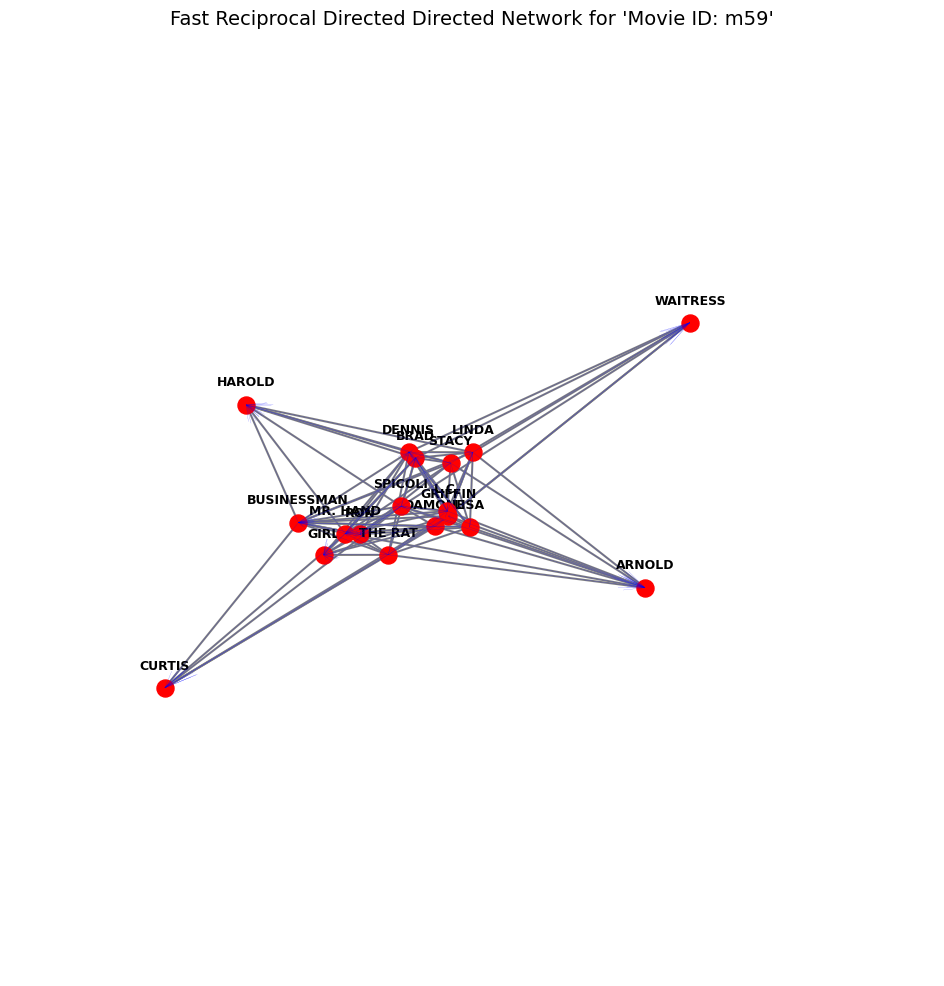 Fast Reciprocal Directed Directed Network for 'Movie ID: m59'
WAITRESS
HAROLD
DENNIS
LINDA
BRAD
STACY
SPICOLI
GRIFFIN
BUSINESSMAN
DAMONE
LISA
MR. HAND
RON
GIRL
THE RAT
ARNOLD
CURTIS